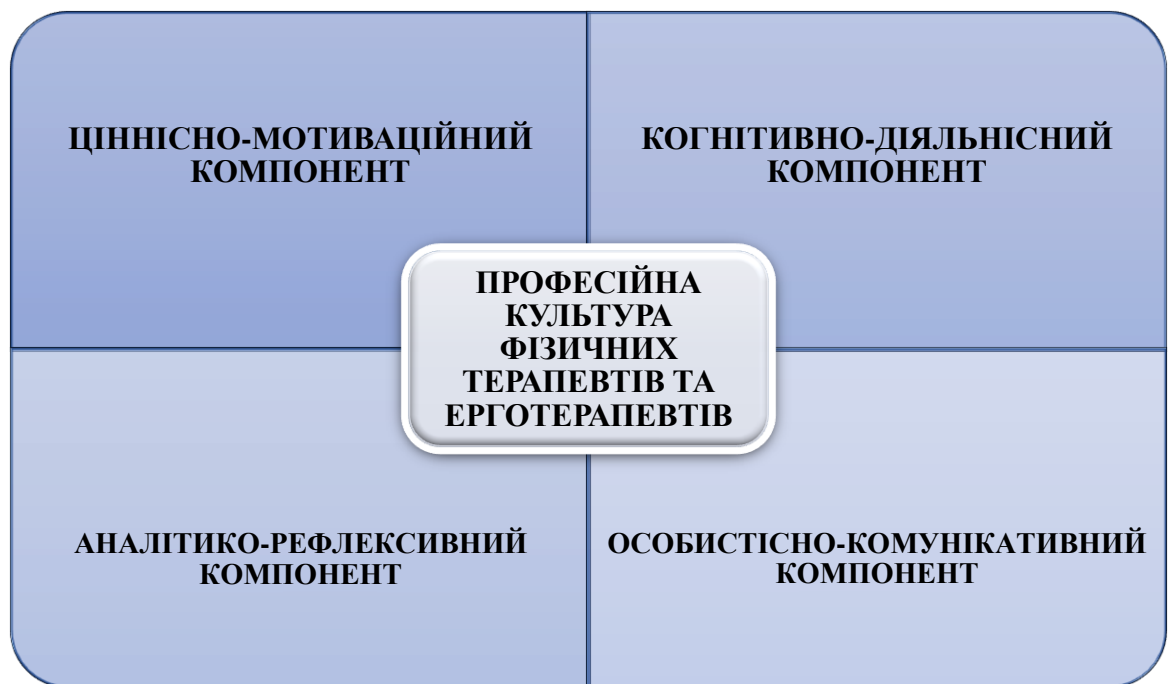 ЦІННІСНО-МОТИВАЦІЙНИЙ
КОМПОНЕНТ
КОГНІТИВНО-ДІЯЛЬНІСНИЙ
КОМПОНЕНТ
ПРОФЕСІЙНА
КУЛЬТУРА
ФІЗИЧНИХ
ТЕРАПЕВТІВ ТА
ЕРГОТЕРАПЕВТІВ
АНАЛІТИКО-РЕФЛЕКСИВНИЙ
КОМПОНЕНТ
ОСОБИСТІСНО-КОМУНІКАТИВНИЙ
КОМПОНЕНТ